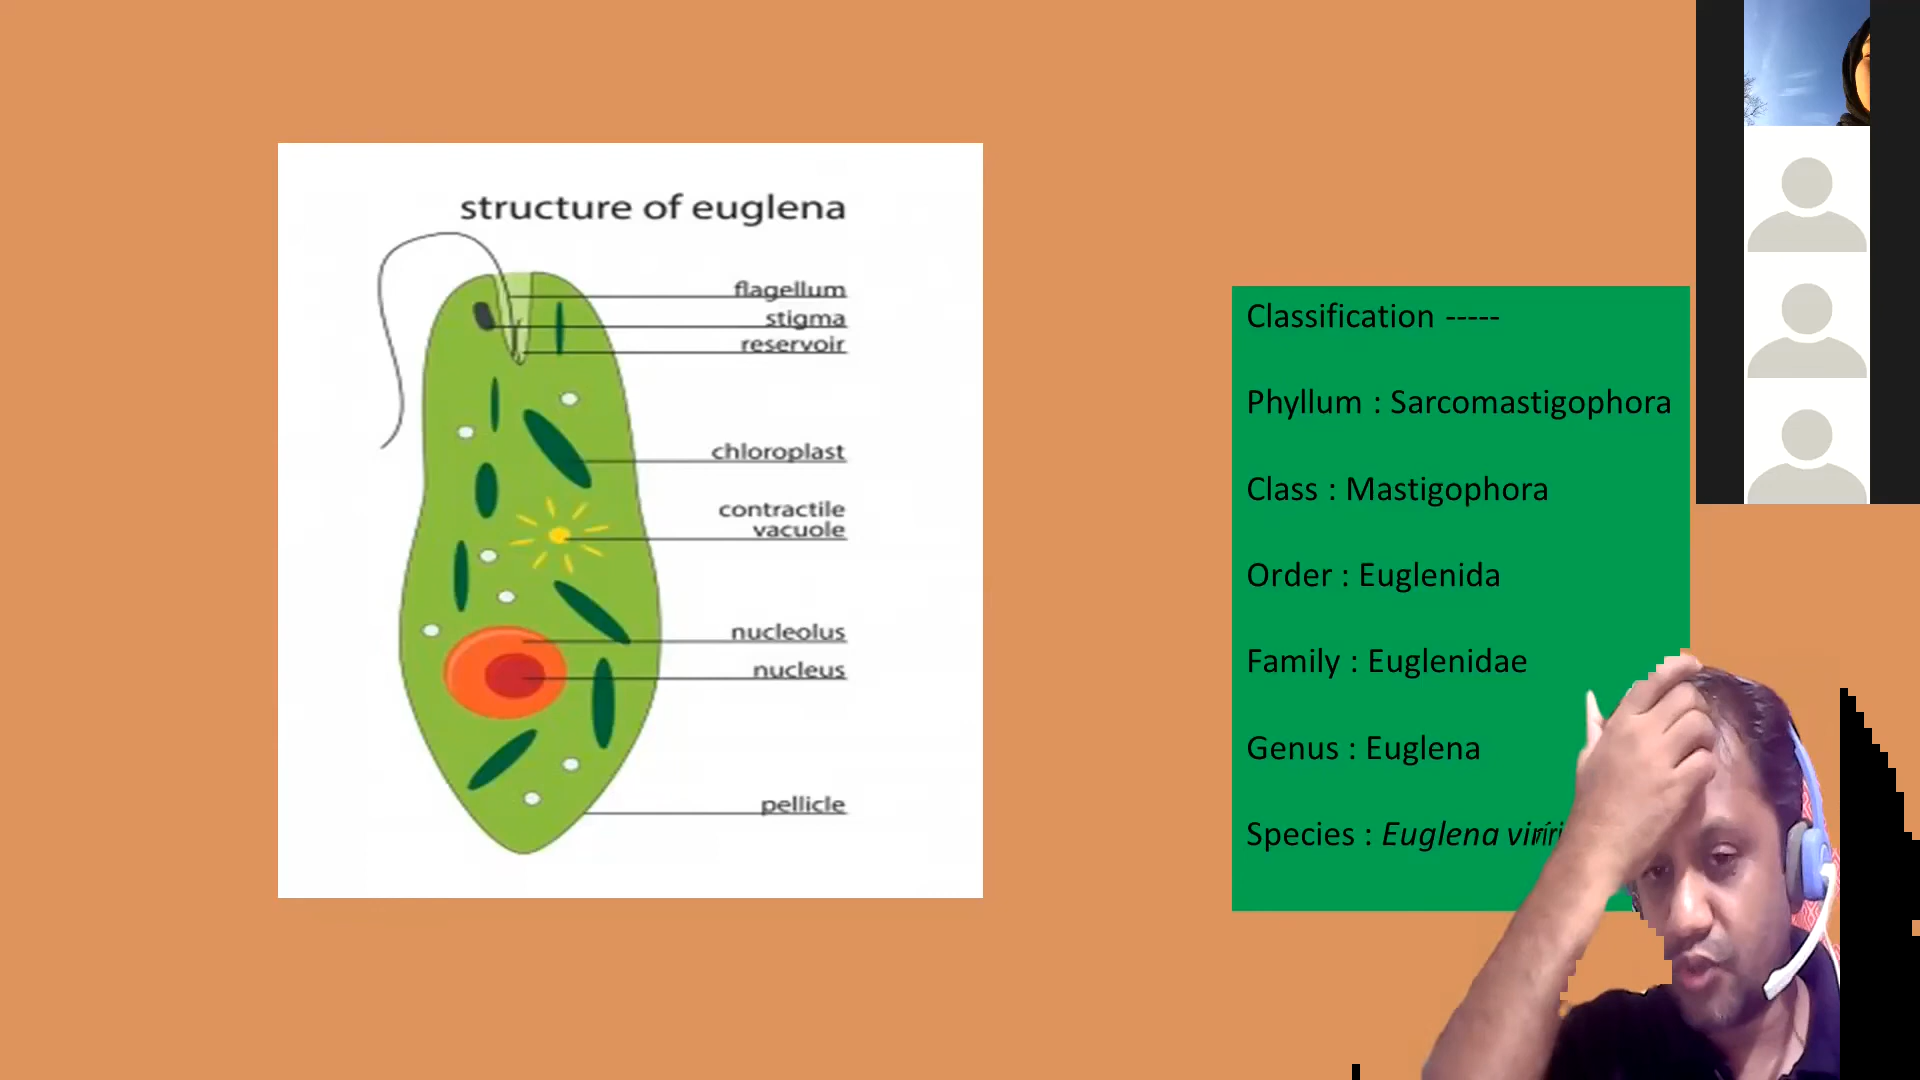 structure of euglena
flagellum
stigma
reservoir
chloroplast
contractile
vacuole
nucleolus
nucleus
pellicle
Classification -----
Phyllum : Sarcomastigophora
Class : Mastigophora
Order : Euglenida
Family : Euglenidae
Genus : Euglena
Species : Euglena